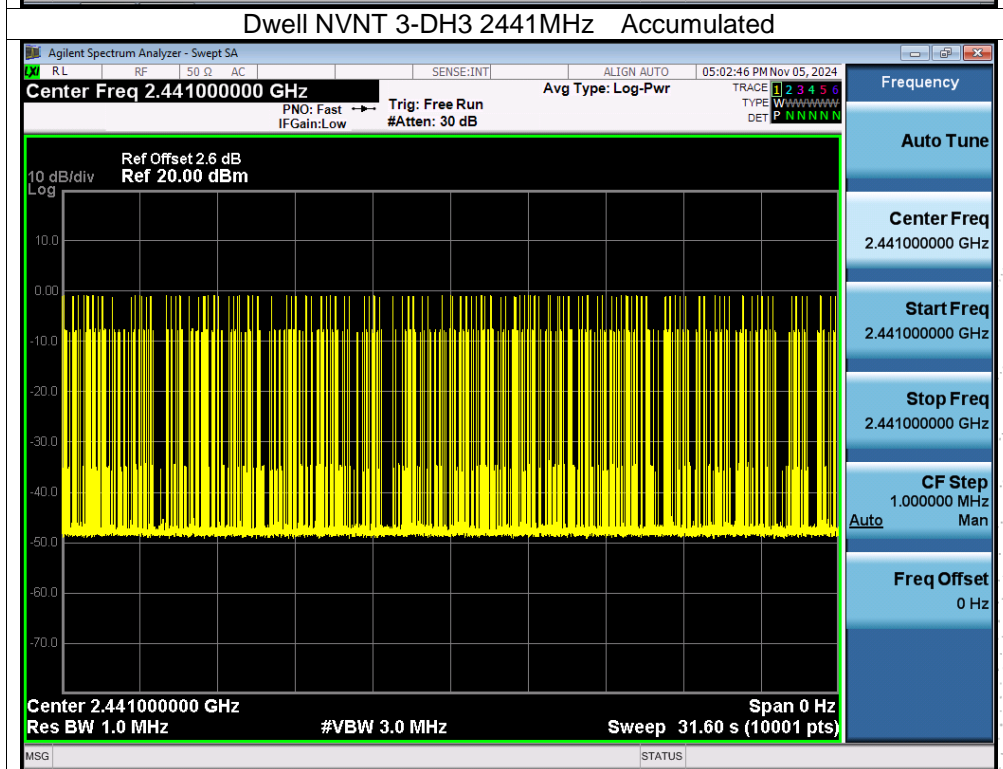 Dwell NVNT 3-DH3 2441MHz Accumulated
Agilent Spectrum Analyzer - Swept SA
LXI RL RF 50 Ω AC SENSE:INT ALIGN AUTO 05:02:46 PM Nov 05, 2024
Center Freq 2.441000000 GHz
PNO: Fast
IFGain:Low
Trig: Free Run
#Atten: 30 dB
Avg Type: Log-Pwr
TRACE 1 2 3 4 5 6
TYPE WWWWWWW
DET P N N N N N
Ref Offset 2.6 dB
10 dB/div Ref 20.00 dBm
Log
10.0
0.00
-10.0
-20.0
-30.0
-40.0
-50.0
-60.0
-70.0
Center 2.441000000 GHz Span 0 Hz
Res BW 1.0 MHz #VBW 3.0 MHz Sweep 31.60 s (10001 pts)
MSG STATUS
Frequency
Auto Tune
Center Freq
2.441000000 GHz
Start Freq
2.441000000 GHz
Stop Freq
2.441000000 GHz
CF Step
1.000000 MHz
Auto Man
Freq Offset
0 Hz